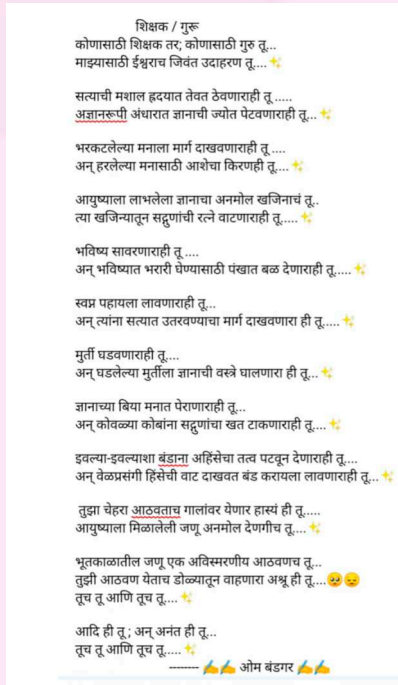 शिक्षक / गुरू
कोणासाठी शिक्षक तर; कोणासाठी गुरु तू...
माझ्यासाठी ईश्वराच जिवंत उदाहरण तू....✨
सत्याची मशाल ह्रदयात तेवत ठेवणाराही तू .....
अज्ञानरूपी अंधारात ज्ञानाची ज्योत पेटवणाराही तू...✨
भरकटलेल्या मनाला मार्ग दाखवणाराही तू ....
अन् हरलेल्या मनासाठी आशेचा किरणही तू....✨
आयुष्याला लाभलेला ज्ञानाचा अनमोल खजिनाचं तू..
त्या खजिन्यातून सद्गुणांची रत्ने वाटणाराही तू.....✨
भविष्य सावरणाराही तू ....
अन् भविष्यात भरारी घेण्यासाठी पंखात बळ देणाराही तू.....✨
स्वप्न पहायला लावणाराही तू...
अन् त्यांना सत्यात उतरवण्याचा मार्ग दाखवणारा ही तू.....✨
मुर्ती घडवणाराही तू....
अन् घडलेल्या मुर्तीला ज्ञानाची वस्त्रे घालणारा ही तू...✨
ज्ञानाच्या बिया मनात पेराणाराही तू...
अन् कोवळ्या कोबांना सद्गुणांचा खत टाकणाराही तू....✨
इवल्या-इवल्याशा बंडाना अहिंसेचा तत्व पटवून देणाराही तू....
अन् वेळप्रसंगी हिंसेची वाट दाखवत बंड करायला लावणाराही तू...✨
तुझा चेहरा आठवताच गालांवर येणार हास्यं ही तू.....
आयुष्याला मिळालेली जणू अनमोल देणगीच तू....✨
भूतकाळातील जणू एक अविस्मरणीय आठवणच तू...
तुझी आठवण येताच डोळ्यातून वाहणारा अश्रू ही तू....🥺😞
तूच तू आणि तूच तू....✨
आदि ही तू ; अन् अनंत ही तू...
तूच तू आणि तूच तू.....✨
-------- ✍️✍️ ओम बंडगर ✍️✍️